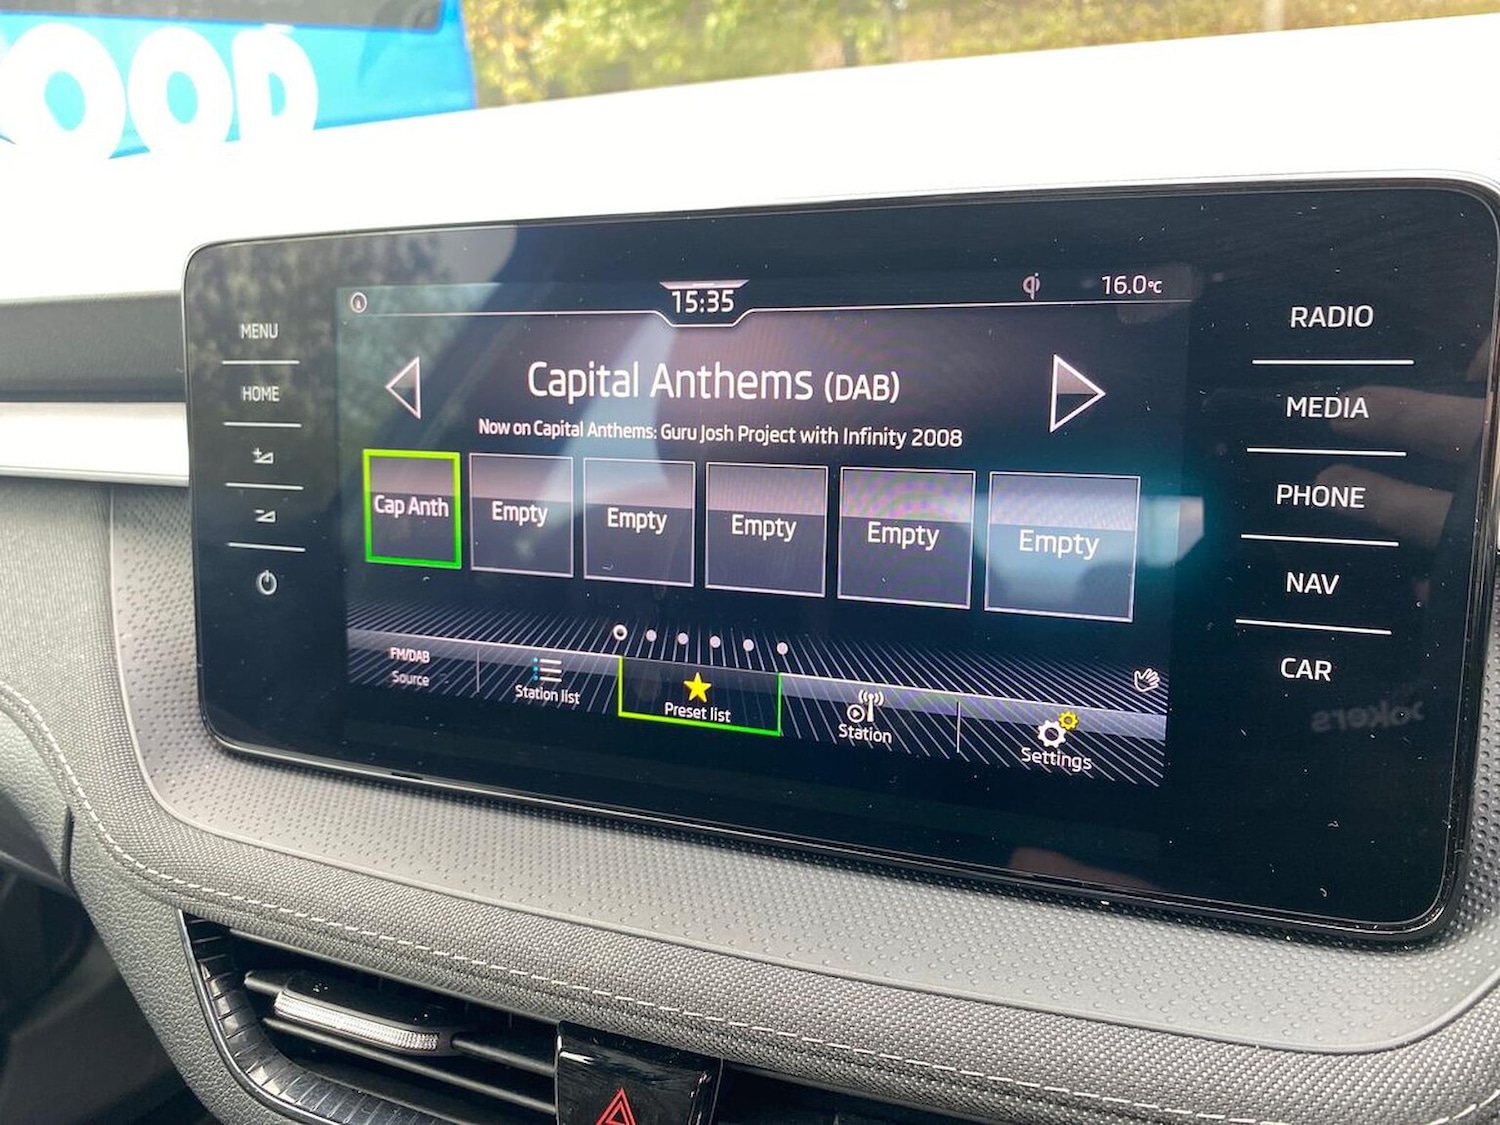 OOD
15:35
16.0°C
MENU
HOME
Capital Anthems (DAB)
Now on Capital Anthems: Guru Josh Project with Infinity 2008
Cap Anth
Empty
Empty
Empty
Empty
Empty
FM/DAB
Source
Station list
Preset list
Station
Settings
RADIO
MEDIA
PHONE
NAV
CAR